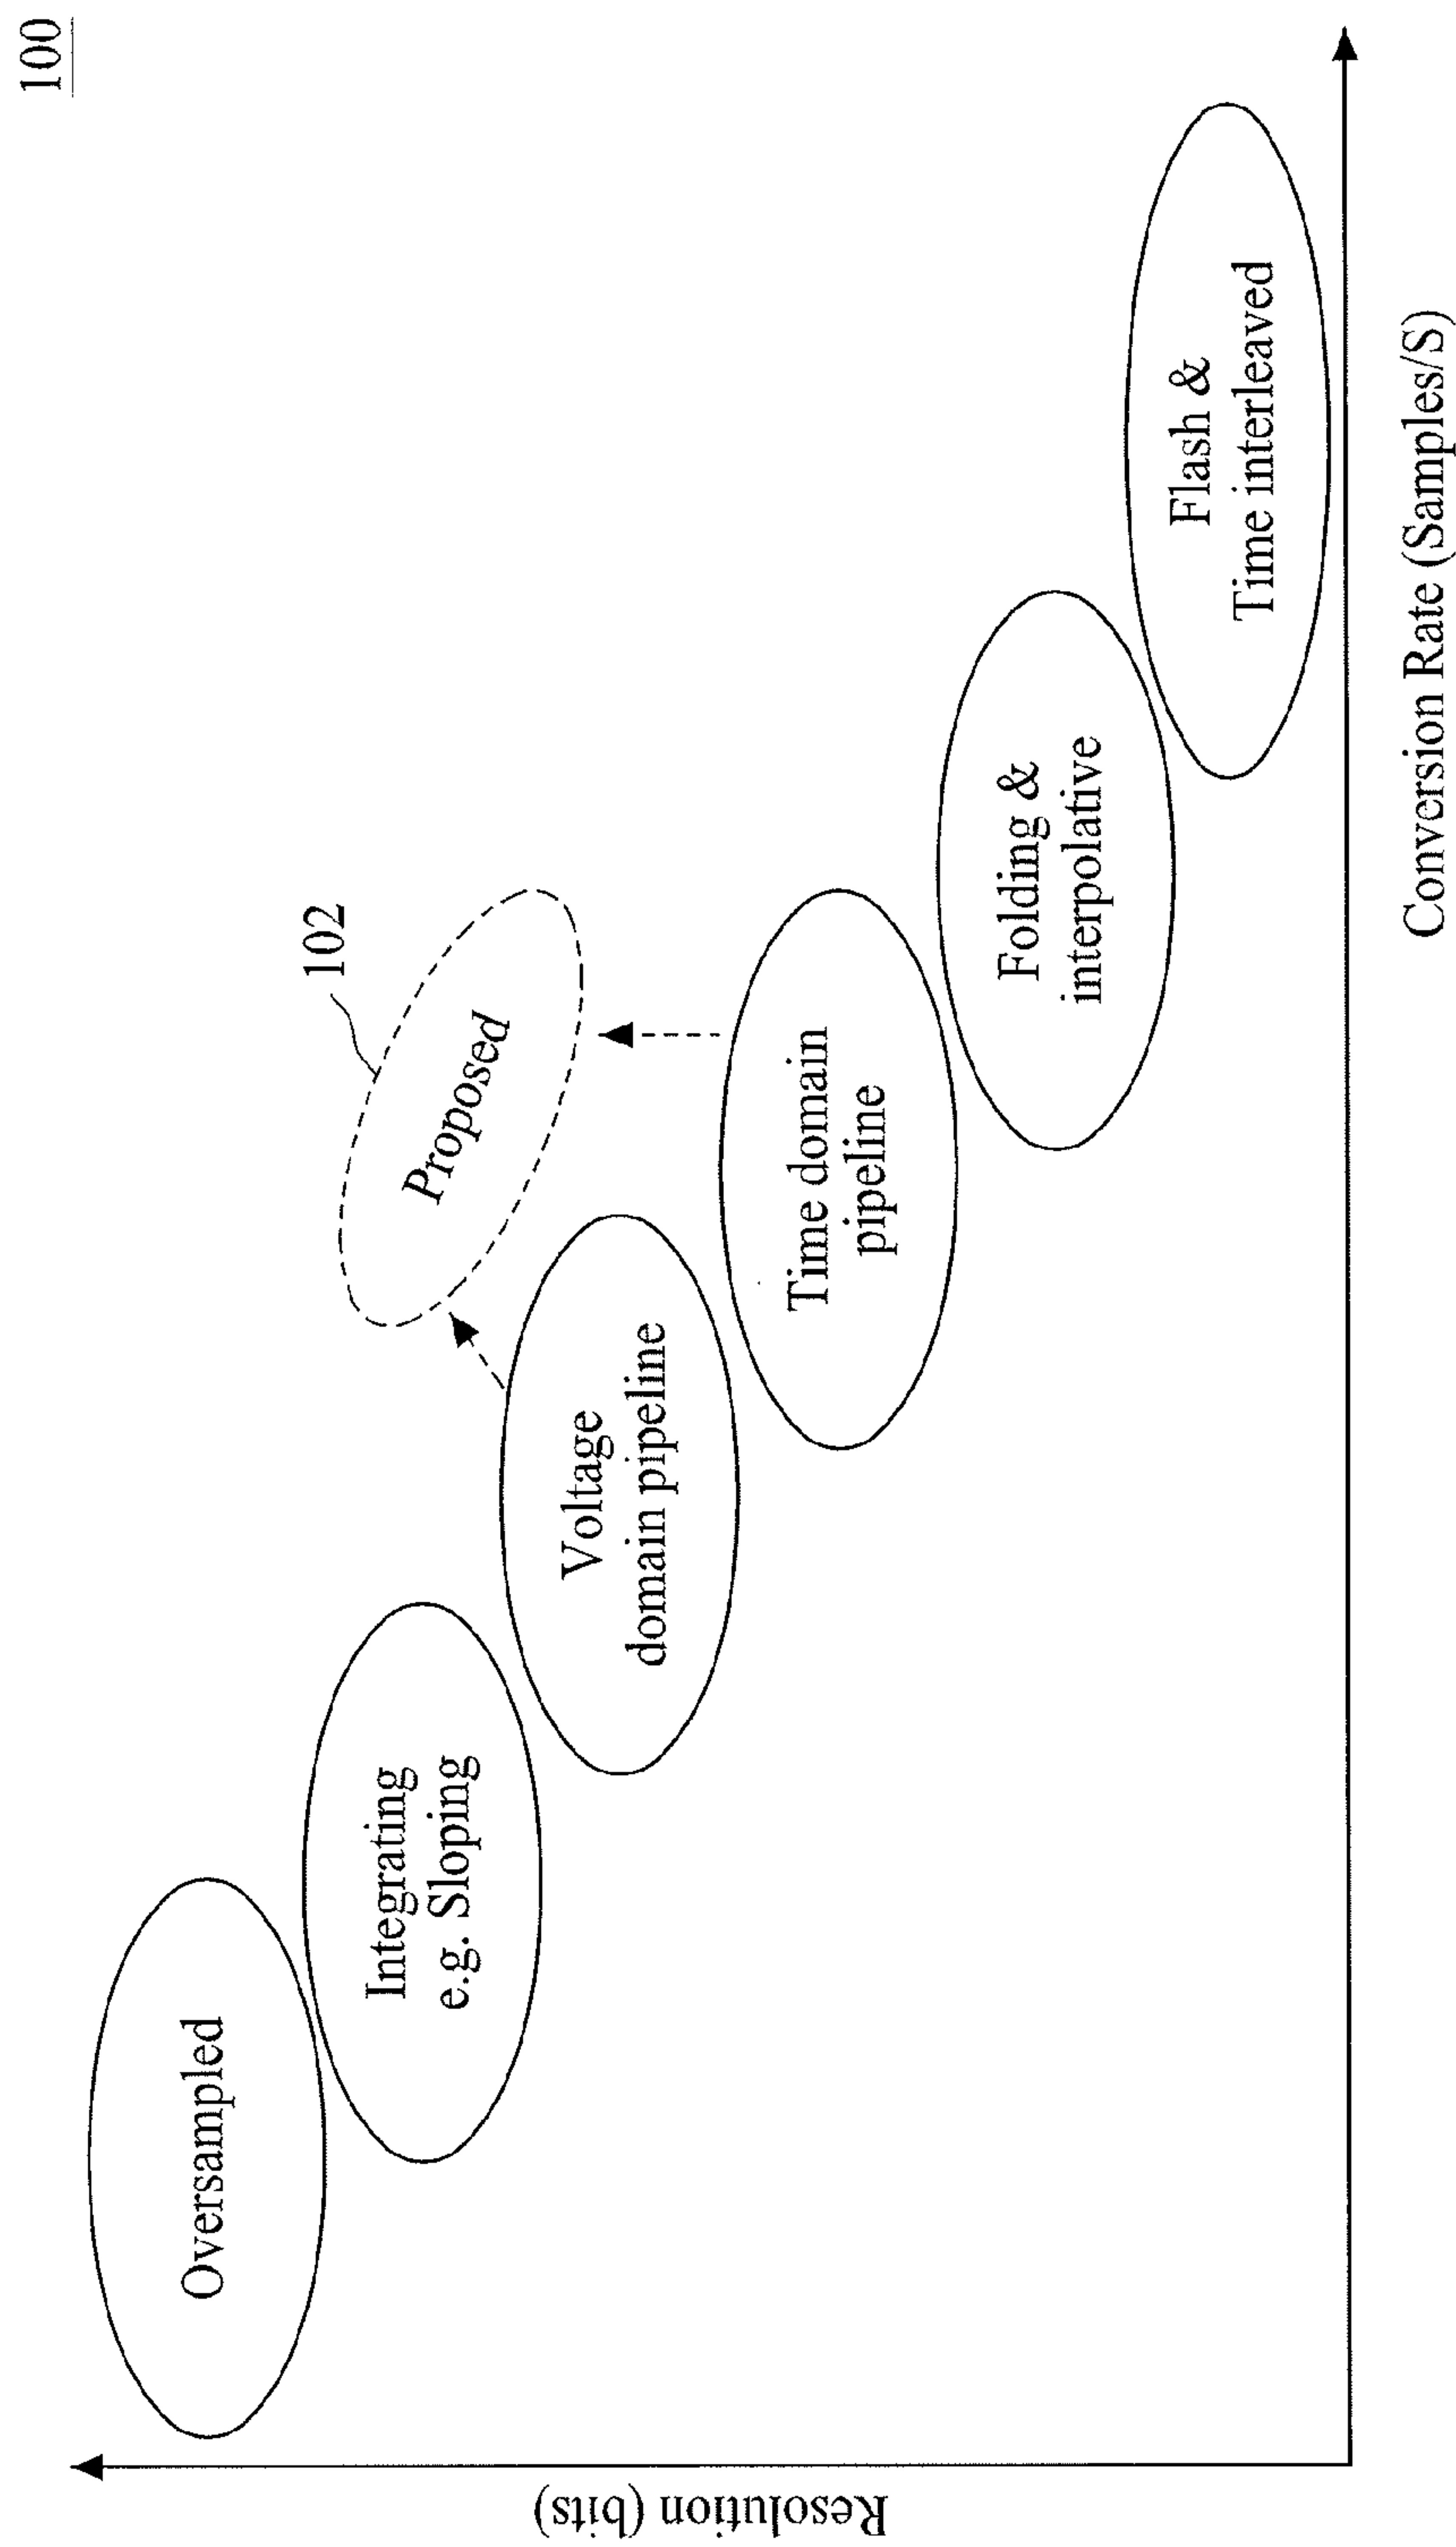 100
Oversampled
Integrating
e.g. Sloping
102
Proposed
Voltage
domain pipeline
Time domain
pipeline
Folding &
interpolative
Flash &
Time interleaved
Resolution (bits)
Conversion Rate (Samples/S)